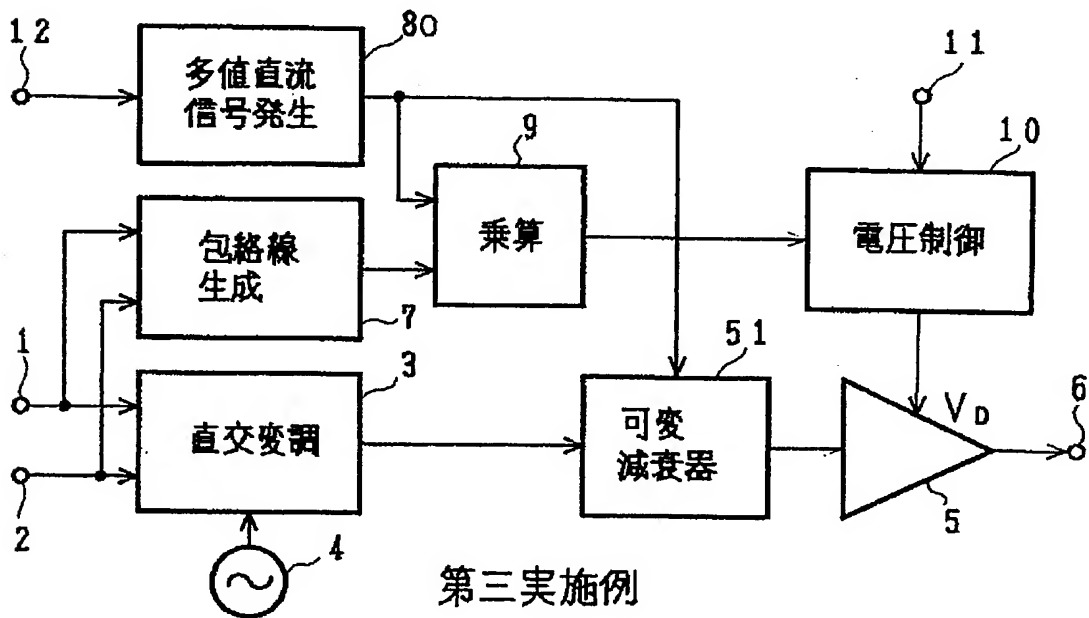 12
80
多値直流
信号発生
11
9
乗算
10
電圧制御
包絡線
生成
7
1
3
直交変調
2
51
可変
減衰器
VD
5
6
4
第三実施例